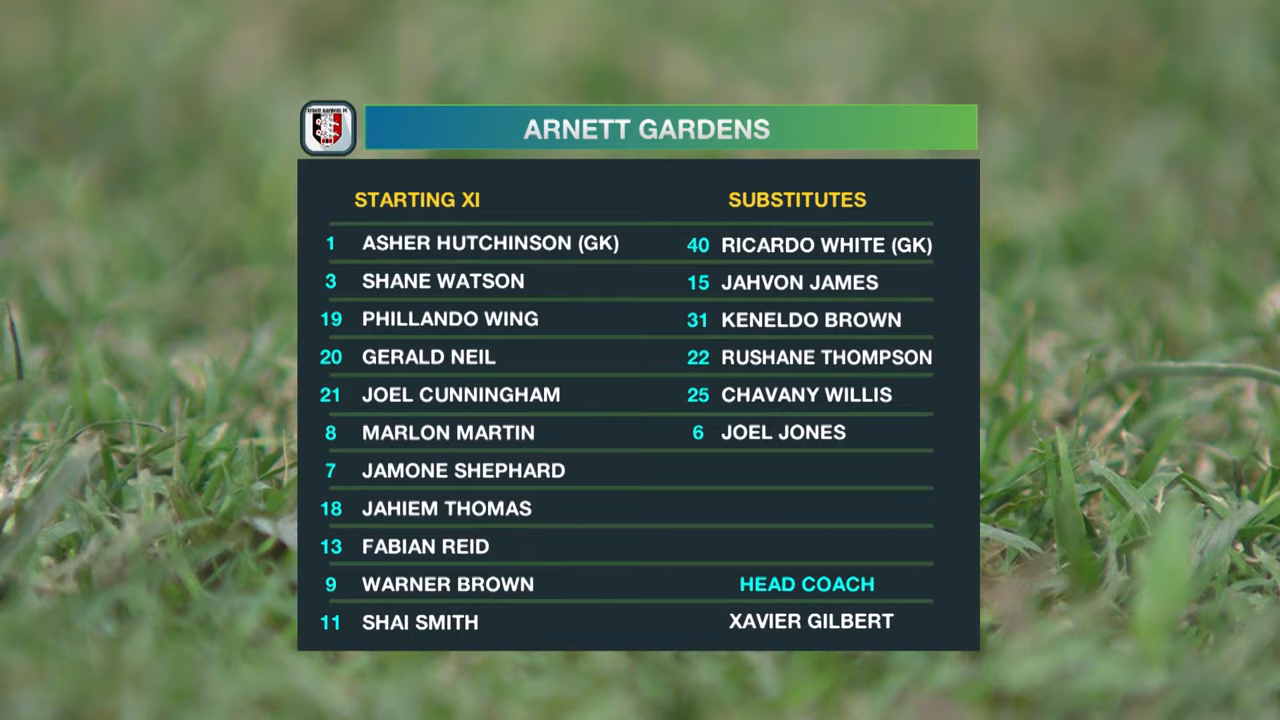 ARNETT GARDENS
STARTING XI
1 ASHER HUTCHINSON (GK)
3 SHANE WATSON
19 PHILLANDO WING
20 GERALD NEIL
21 JOEL CUNNINGHAM
8 MARLON MARTIN
7 JAMONE SHEPHARD
18 JAHIEM THOMAS
13 FABIAN REID
9 WARNER BROWN
11 SHAI SMITH
SUBSTITUTES
40 RICARDO WHITE (GK)
15 JAHVON JAMES
31 KENELDO BROWN
22 RUSHANE THOMPSON
25 CHAVANY WILLIS
6 JOEL JONES
HEAD COACH
XAVIER GILBERT